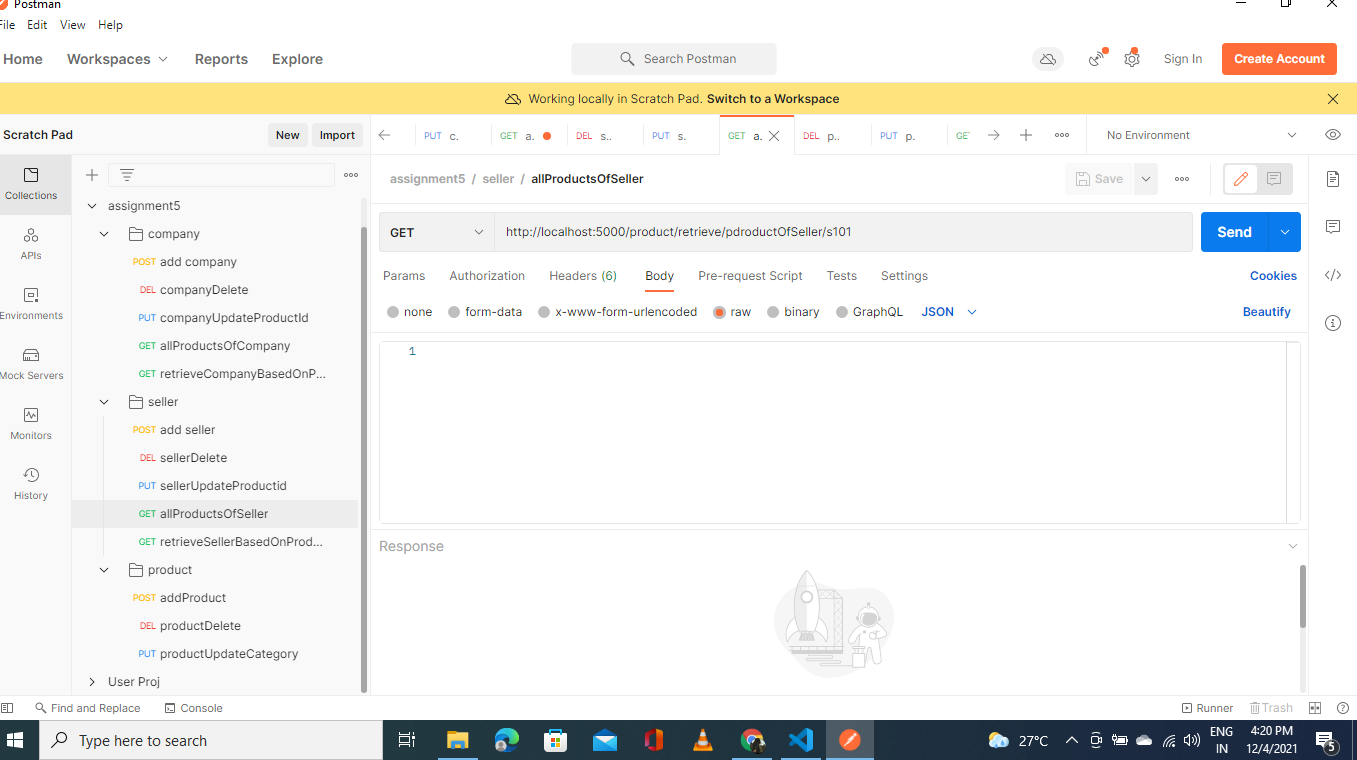 Postman
File Edit View Help
Home Workspaces Reports Explore Search Postman Sign In Create Account
Working locally in Scratch Pad. Switch to a Workspace
Scratch Pad New Import PUT c. GET a. DEL s.. PUT s. GET a. DEL p.. PUT p. GET No Environment
Collections
APIs
Environments
Mock Servers
Monitors
History
assignment5
company
POST add company
DEL companyDelete
PUT companyUpdateProductId
GET allProductsOfCompany
GET retrieveCompanyBasedOnP...
seller
POST add seller
DEL sellerDelete
PUT sellerUpdateProductid
GET allProductsOfSeller
GET retrieveSellerBasedOnProd...
product
POST addProduct
DEL productDelete
PUT productUpdateCategory
User Proj
assignment5 / seller / allProductsOfSeller Save
GET http://localhost:5000/product/retrieve/pdroductOfSeller/s101 Send
Params Authorization Headers (6) Body Pre-request Script Tests Settings Cookies
none form-data x-www-form-urlencoded raw binary GraphQL JSON Beautify
1
Response
Find and Replace Console Runner Trash
Type here to search 27°C ENG 4:20 PM
IN 12/4/2021 5